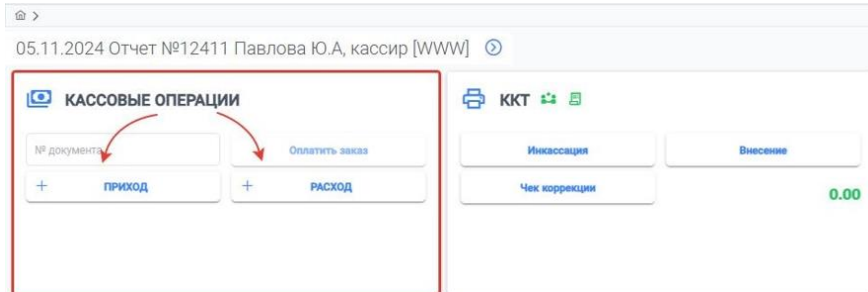 05.11.2024 Отчет №12411 Павлова Ю.А, кассир [WWW]
КАССОВЫЕ ОПЕРАЦИИ
№ документа
Оплатить заказ
+ ПРИХОД
+ РАСХОД
ККТ
Инкассация
Внесение
Чек коррекции
0.00